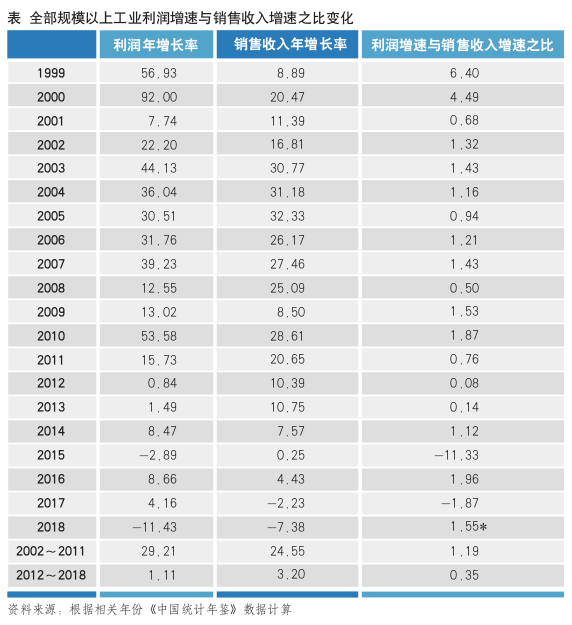 表 全部规模以上工业利润增速与销售收入增速之比变化
利润年增长率 销售收入年增长率 利润增速与销售收入增速之比
1999 56.93 8.89 6.40
2000 92.00 20.47 4.49
2001 7.74 11.39 0.68
2002 22.20 16.81 1.32
2003 44.13 30.77 1.43
2004 36.04 31.18 1.16
2005 30.51 32.33 0.94
2006 31.76 26.17 1.21
2007 39.23 27.46 1.43
2008 12.55 25.09 0.50
2009 13.02 8.50 1.53
2010 53.58 28.61 1.87
2011 15.73 20.65 0.76
2012 0.84 10.39 0.08
2013 1.49 10.75 0.14
2014 8.47 7.57 1.12
2015 −2.89 0.25 −11.33
2016 8.66 4.43 1.96
2017 4.16 −2.23 −1.87
2018 −11.43 −7.38 1.55*
2002～2011 29.21 24.55 1.19
2012～2018 1.11 3.20 0.35
资料来源：根据相关年份《中国统计年鉴》数据计算